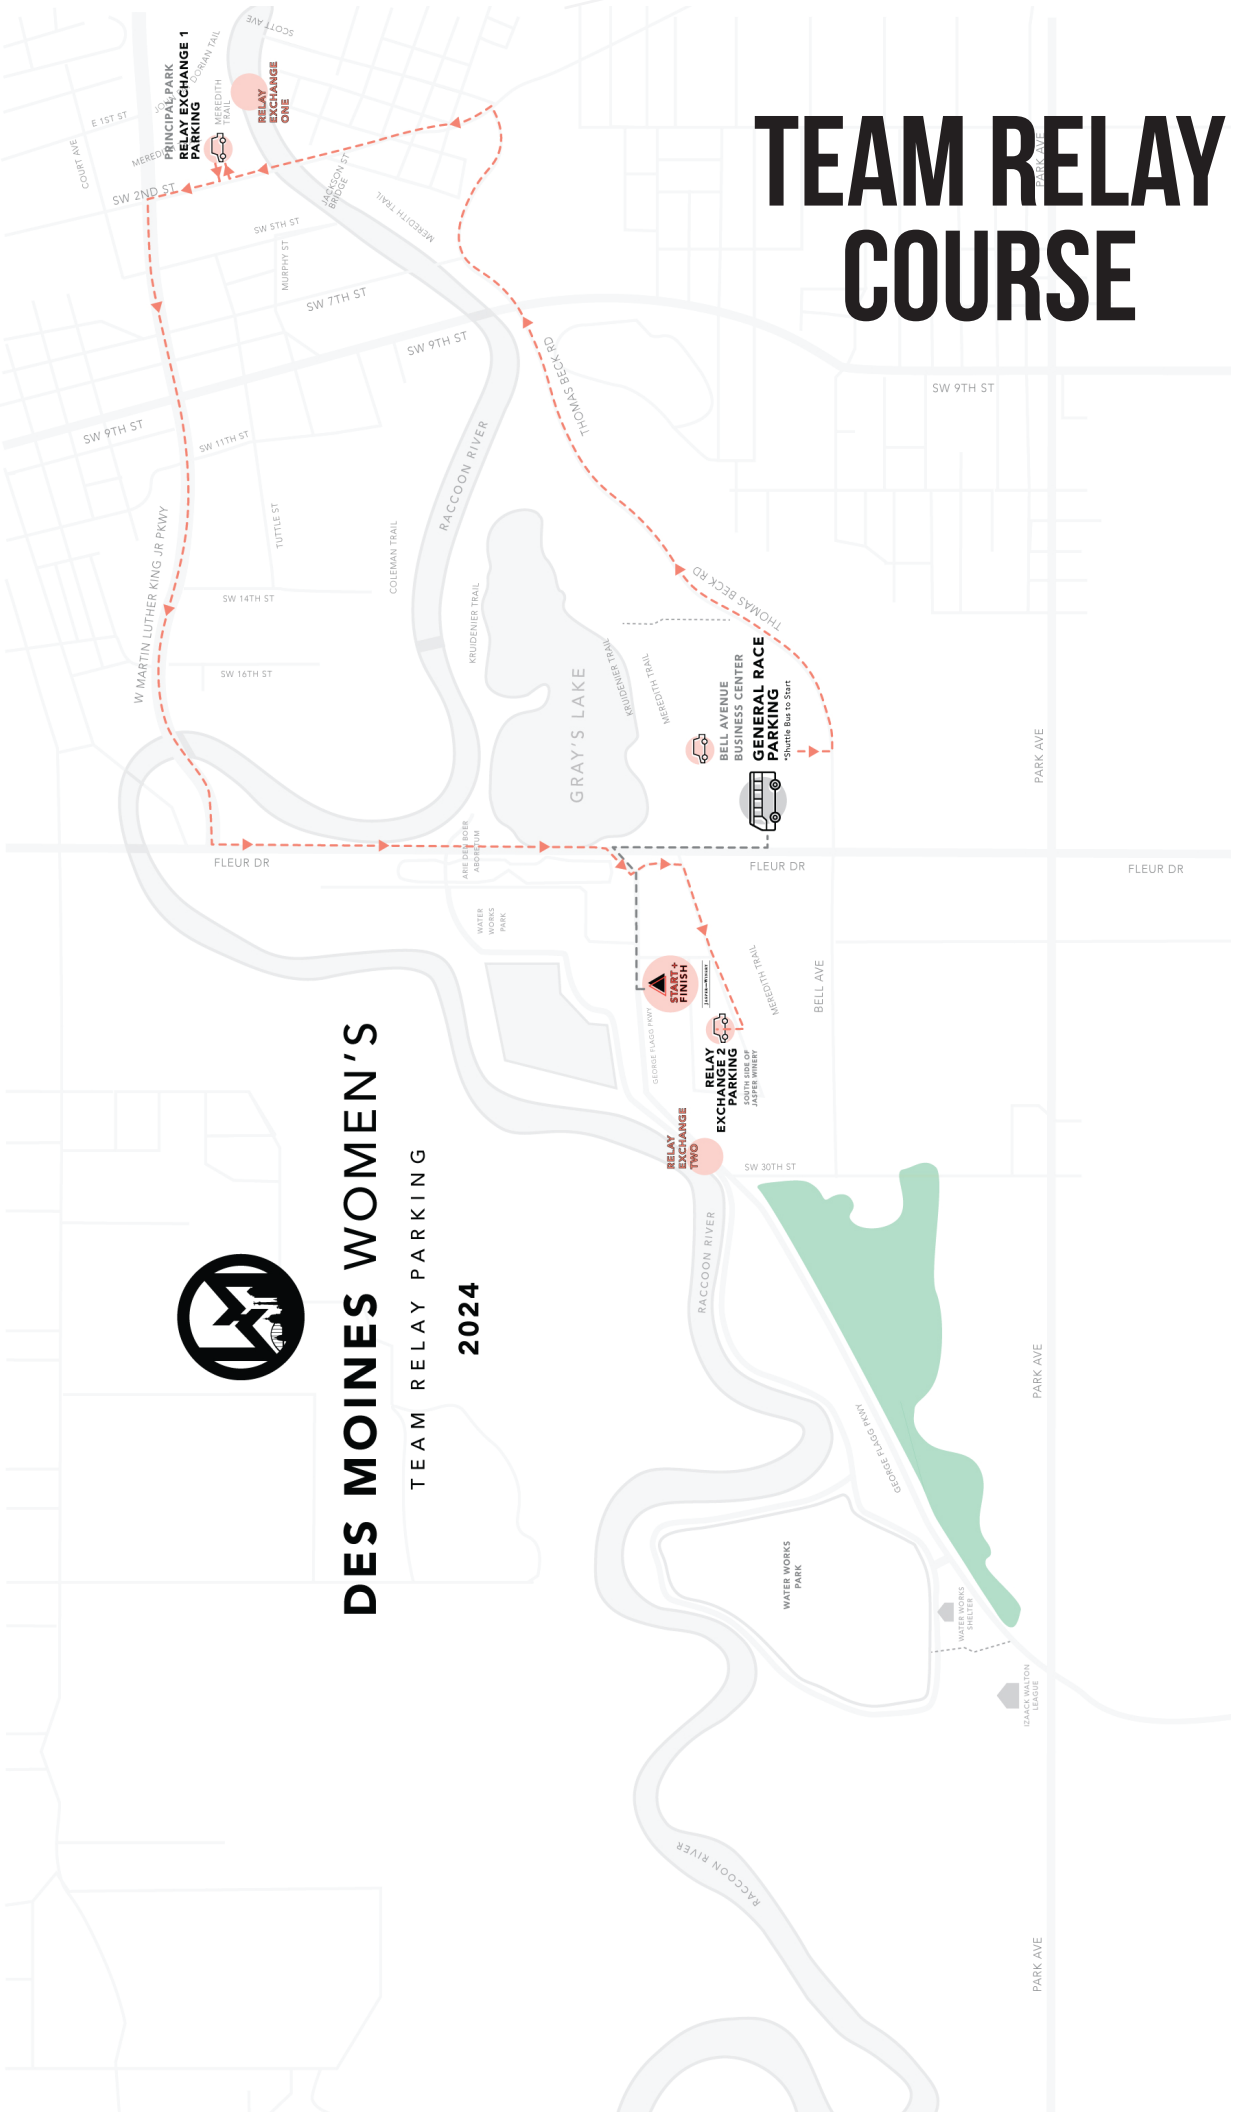 TEAM RELAY
COURSE
SCOTT AVE
PRINCIPAL PARK
RELAY EXCHANGE 1
PARKING
MEREDITH
TRAIL
RELAY
EXCHANGE
ONE
E 1ST ST
COURT AVE
SW 2ND ST
JACKSON ST
BRIDGE
MEREDITH TRAIL
SW 5TH ST
MURPHY ST
SW 7TH ST
SW 9TH ST
SW 9TH ST
SW 9TH ST
SW 11TH ST
PARK AVE
THOMAS BECK RD
RACCOON RIVER
TUTTLE ST
COLEMAN TRAIL
W MARTIN LUTHER KING JR PKWY
SW 14TH ST
SW 16TH ST
KRUIDENIER TRAIL
GRAY'S LAKE
KRUIDENIER TRAIL
MEREDITH TRAIL
THOMAS BECK RD
BELL AVENUE
BUSINESS CENTER
GENERAL RACE
PARKING
*Shuttle Bus to Start
PARK AVE
FLEUR DR
FLEUR DR
FLEUR DR
ARIE DEN BOER
ABORETUM
WATER
WORKS
PARK
START +
FINISH
JASPER WINERY
MEREDITH TRAIL
BELL AVE
GEORGE FLAGG PKWY
RELAY
EXCHANGE 2
PARKING
SOUTH SIDE OF
JASPER WINERY
RELAY
EXCHANGE
TWO
SW 30TH ST
RACCOON RIVER
DES MOINES WOMEN'S
TEAM RELAY PARKING
2024
PARK AVE
GEORGE FLAGG PKWY
WATER WORKS
PARK
WATER WORKS
SHELTER
IZAACK WALTON
LEAGUE
RACCOON RIVER
PARK AVE